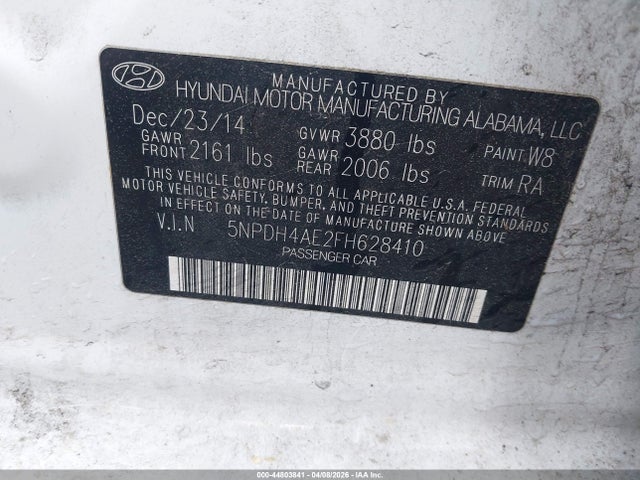 MANUFACTURED BY
HYUNDAI MOTOR MANUFACTURING ALABAMA, LLC
Dec/23/14 GVWR 3880 lbs PAINT W8
GAWR FRONT 2161 lbs GAWR REAR 2006 lbs TRIM RA
THIS VEHICLE CONFORMS TO ALL APPLICABLE U.S.A. FEDERAL
MOTOR VEHICLE SAFETY, BUMPER, AND THEFT PREVENTION STANDARDS
IN EFFECT ON THE DATE OF MANUFACTURE SHOWN ABOVE.
V.I.N 5NPDH4AE2FH628410
PASSENGER CAR
000-44803841 - 04/08/2026 - IAAI.COM